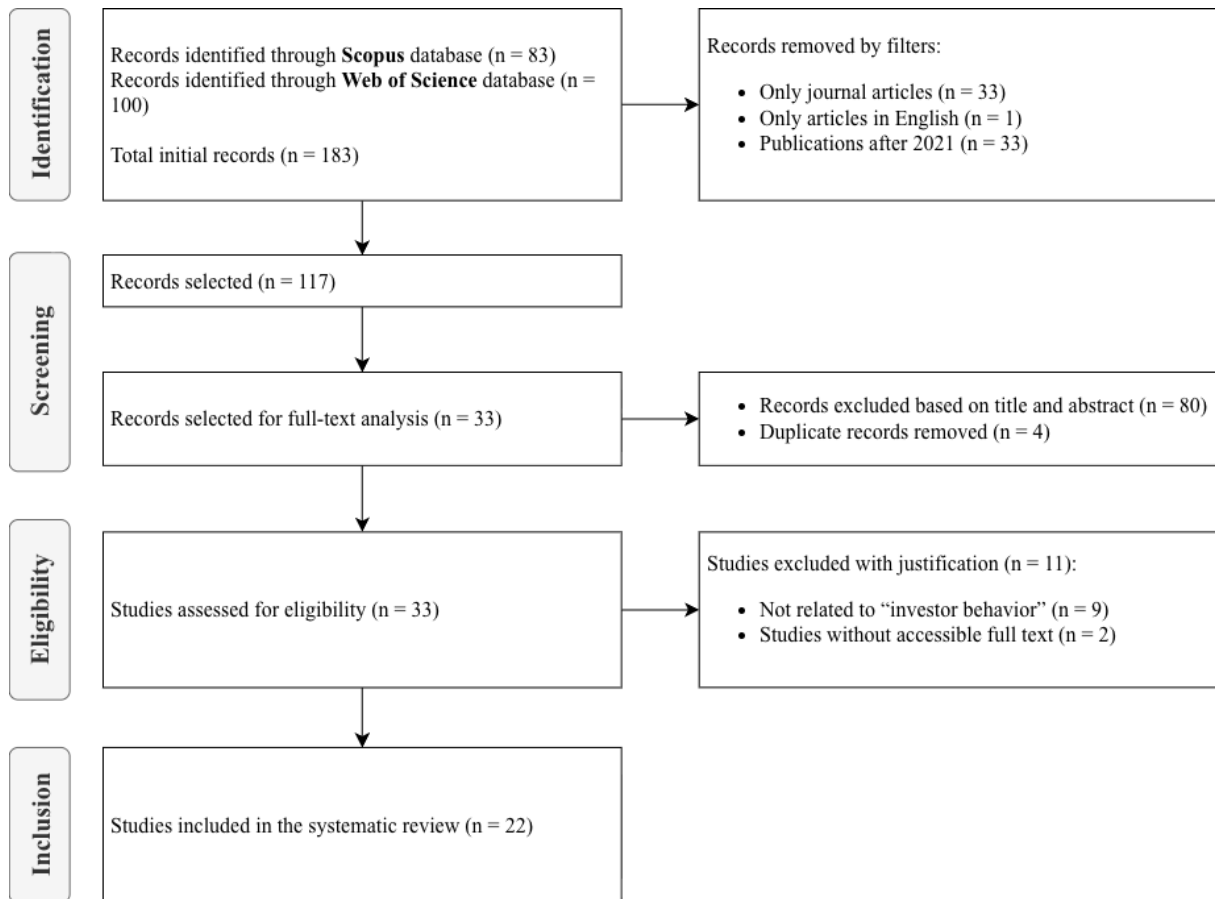 Identification
Records identified through Scopus database (n = 83)
Records identified through Web of Science database (n =
100)
Total initial records (n = 183)
Records removed by filters:
• Only journal articles (n = 33)
• Only articles in English (n = 1)
• Publications after 2021 (n = 33)
Screening
Records selected (n = 117)
Records selected for full-text analysis (n = 33)
• Records excluded based on title and abstract (n = 80)
• Duplicate records removed (n = 4)
Eligibility
Studies assessed for eligibility (n = 33)
Studies excluded with justification (n = 11):
• Not related to “investor behavior” (n = 9)
• Studies without accessible full text (n = 2)
Inclusion
Studies included in the systematic review (n = 22)